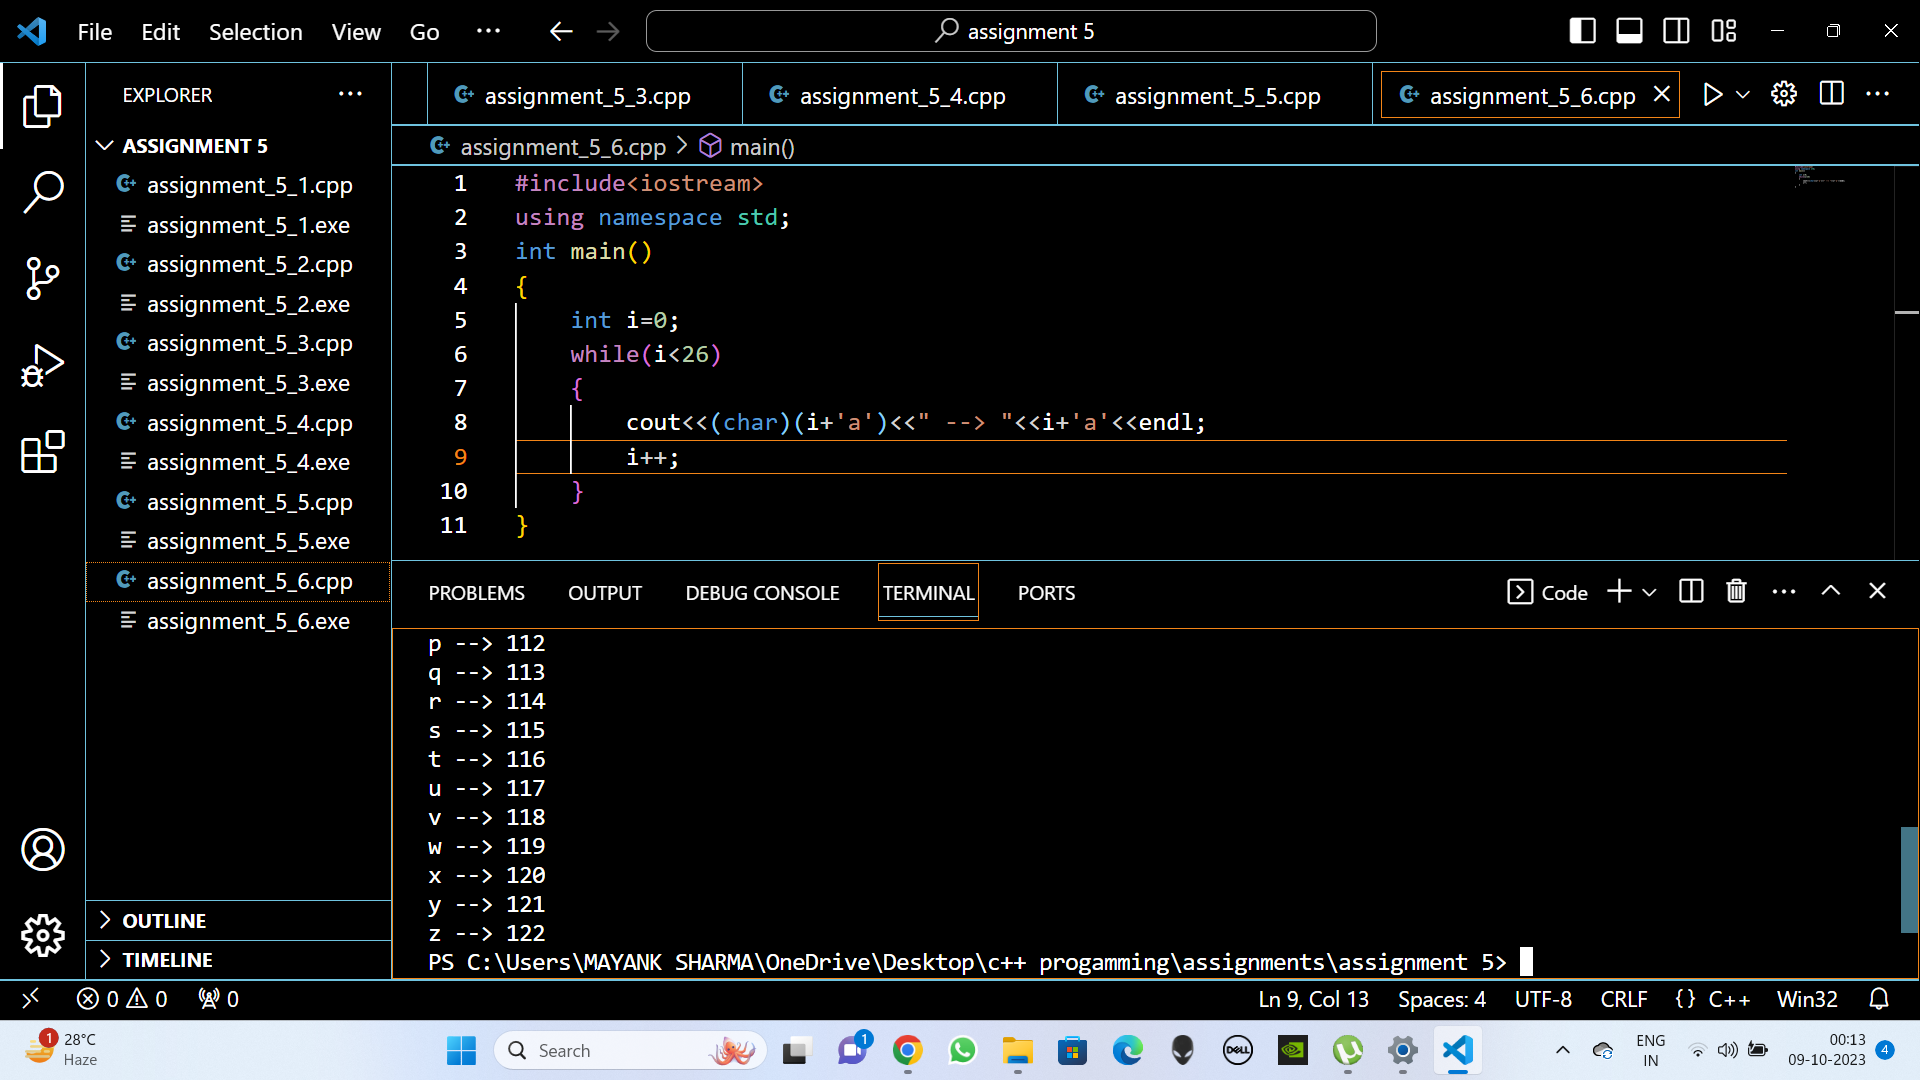 File Edit Selection View Go ··· assignment 5
EXPLORER ···
ASSIGNMENT 5
assignment_5_1.cpp
assignment_5_1.exe
assignment_5_2.cpp
assignment_5_2.exe
assignment_5_3.cpp
assignment_5_3.exe
assignment_5_4.cpp
assignment_5_4.exe
assignment_5_5.cpp
assignment_5_5.exe
assignment_5_6.cpp
assignment_5_6.exe
OUTLINE
TIMELINE
assignment_5_3.cpp assignment_5_4.cpp assignment_5_5.cpp assignment_5_6.cpp
assignment_5_6.cpp > main()
1 #include<iostream>
2 using namespace std;
3 int main()
4 {
5     int i=0;
6     while(i<26)
7     {
8         cout<<(char)(i+'a')<<" --> "<<i+'a'<<endl;
9         i++;
10     }
11 }
PROBLEMS OUTPUT DEBUG CONSOLE TERMINAL PORTS Code
p --> 112
q --> 113
r --> 114
s --> 115
t --> 116
u --> 117
v --> 118
w --> 119
x --> 120
y --> 121
z --> 122
PS C:\Users\MAYANK SHARMA\OneDrive\Desktop\c++ progamming\assignments\assignment 5>
0 0 0 Ln 9, Col 13 Spaces: 4 UTF-8 CRLF {} C++ Win32
1 28°C
Haze
Search
1
DELL
ENG
IN
00:13
09-10-2023
4